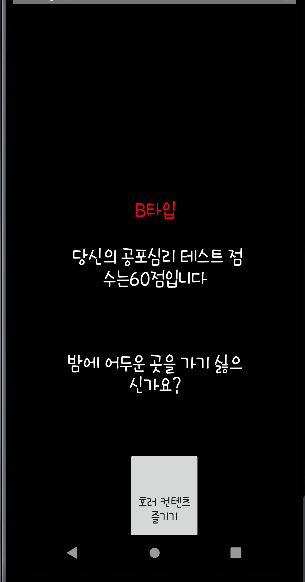 B타입
당신의 공포심리 테스트 점
수는60점입니다
밤에 어두운 곳을 가기 싫으
신가요?
호러 컨텐츠
즐기기